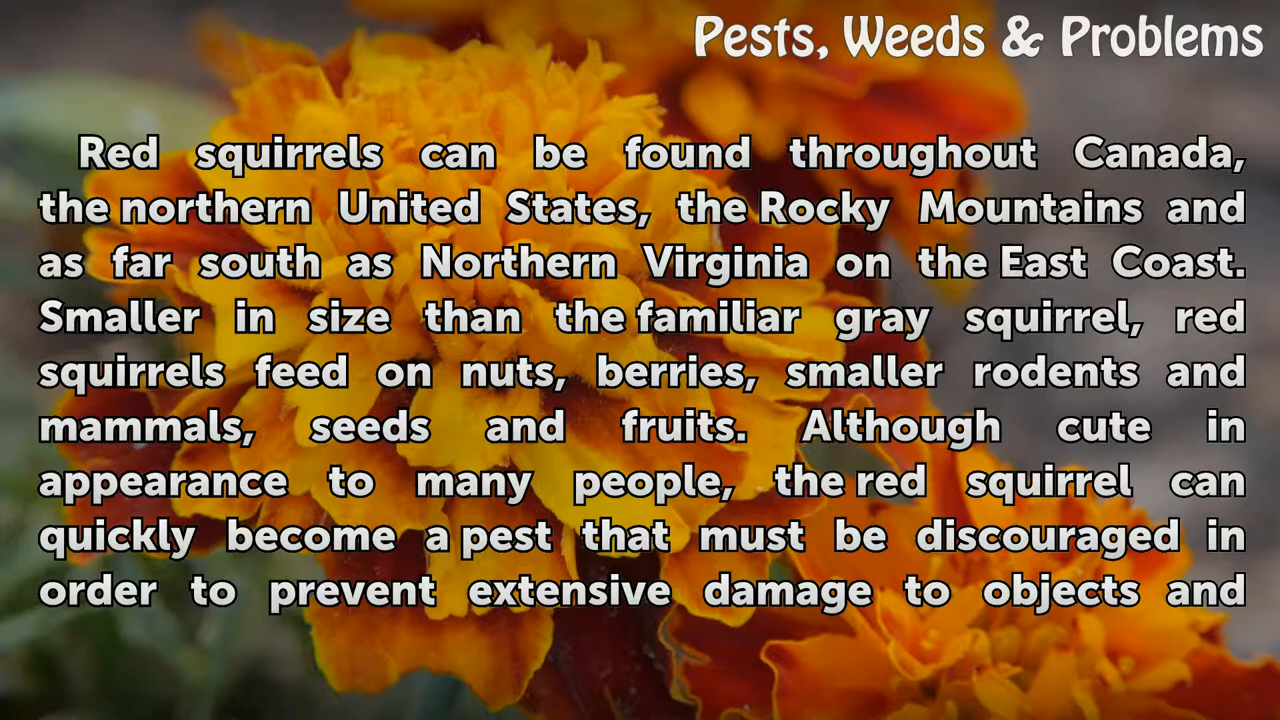 Pests, Weeds & Problems
Red squirrels can be found throughout Canada,
the northern United States, the Rocky Mountains and
as far south as Northern Virginia on the East Coast.
Smaller in size than the familiar gray squirrel, red
squirrels feed on nuts, berries, smaller rodents and
mammals, seeds and fruits. Although cute in
appearance to many people, the red squirrel can
quickly become a pest that must be discouraged in
order to prevent extensive damage to objects and